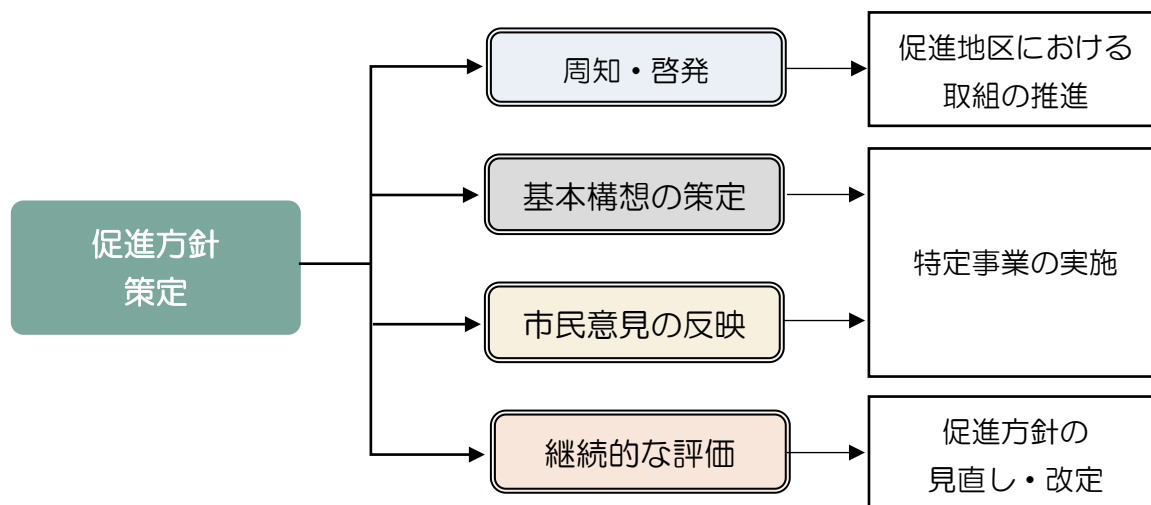 促進方針
策定
周知・啓発
基本構想の策定
市民意見の反映
継続的な評価
促進地区における
取組の推進
特定事業の実施
促進方針の
見直し・改定